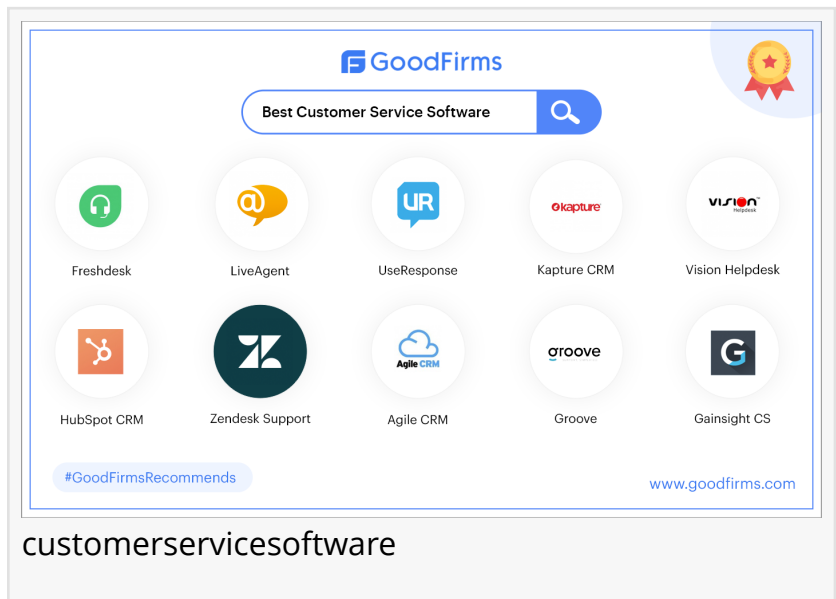 GoodFirms
Best Customer Service Software
@
UR
kapture
VISION™
Helpdesk
Freshdesk
LiveAgent
UseResponse
Kapture CRM
Vision Helpdesk
Agile CRM
groove
G
HubSpot CRM
Zendesk Support
Agile CRM
Groove
Gainsight CS
#GoodFirmsRecommends
www.goodfirms.com
customerservicesoftware